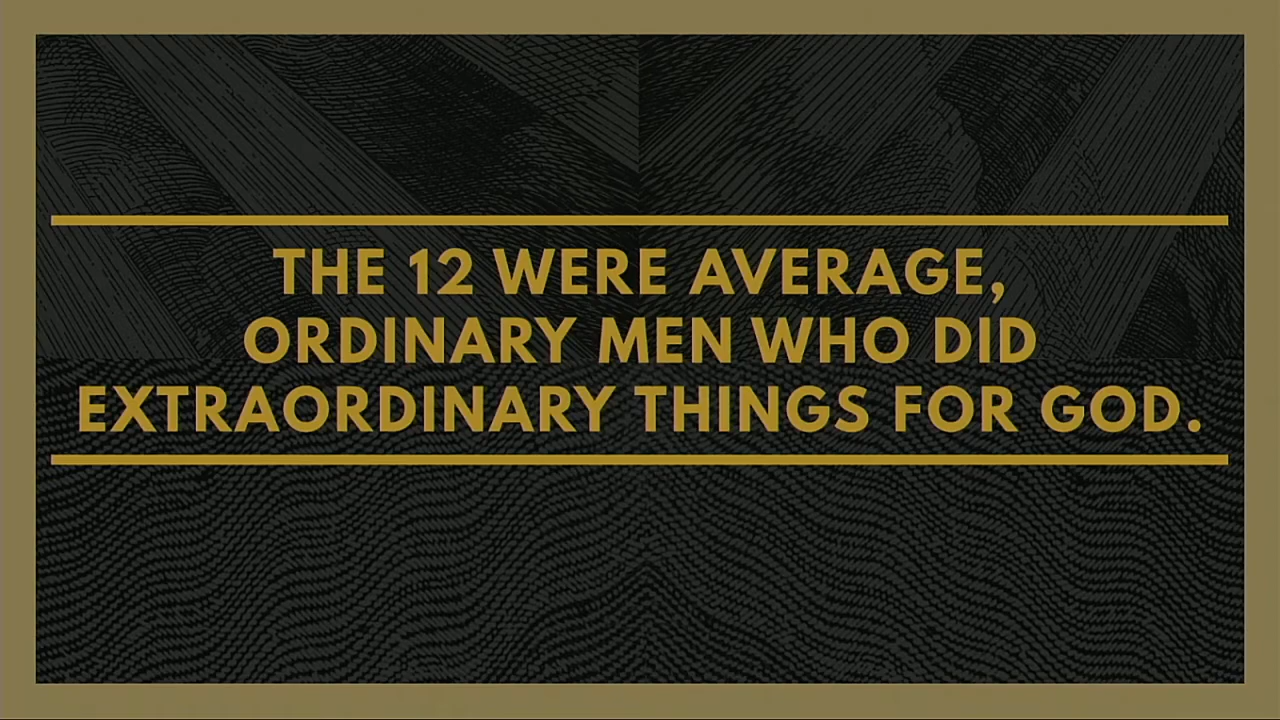 THE 12 WERE AVERAGE,
ORDINARY MEN WHO DID
EXTRAORDINARY THINGS FOR GOD.